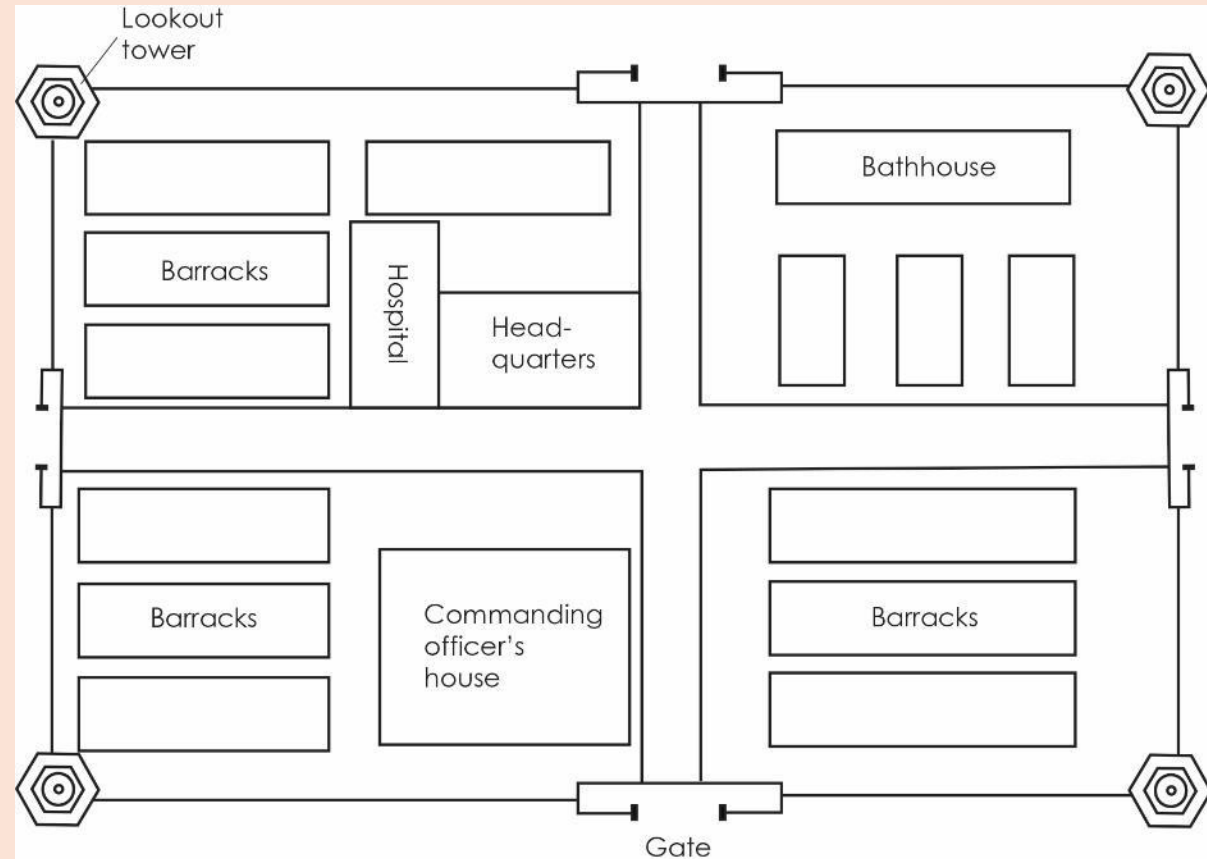 Lookout
tower
Bathhouse
Barracks
Hospital
Head-
quarters
Barracks
Commanding
officer's
house
Barracks
Gate